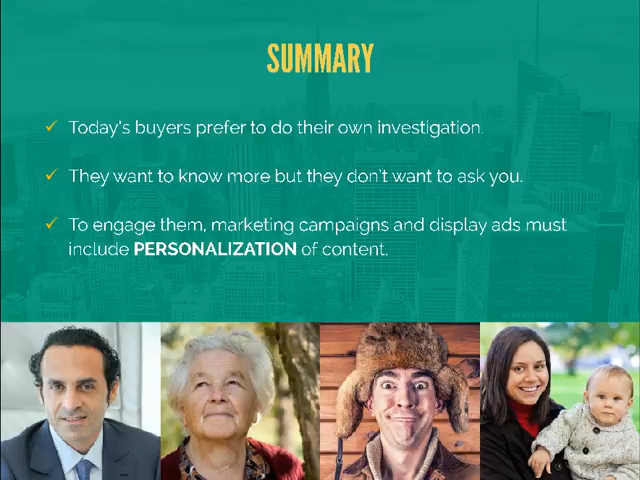 SUMMARY
Today's buyers prefer to do their own investigation.
They want to know more but they don't want to ask you.
To engage them, marketing campaigns and display ads must
include PERSONALIZATION of content.